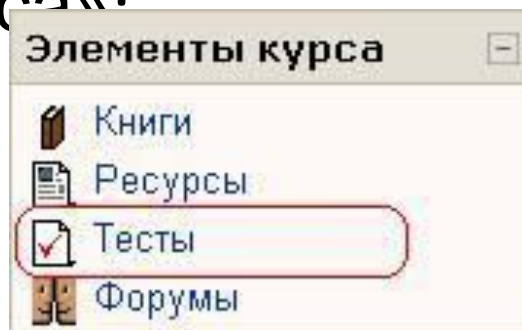 Элементы курса
Книги
Ресурсы
Тесты
Форумы